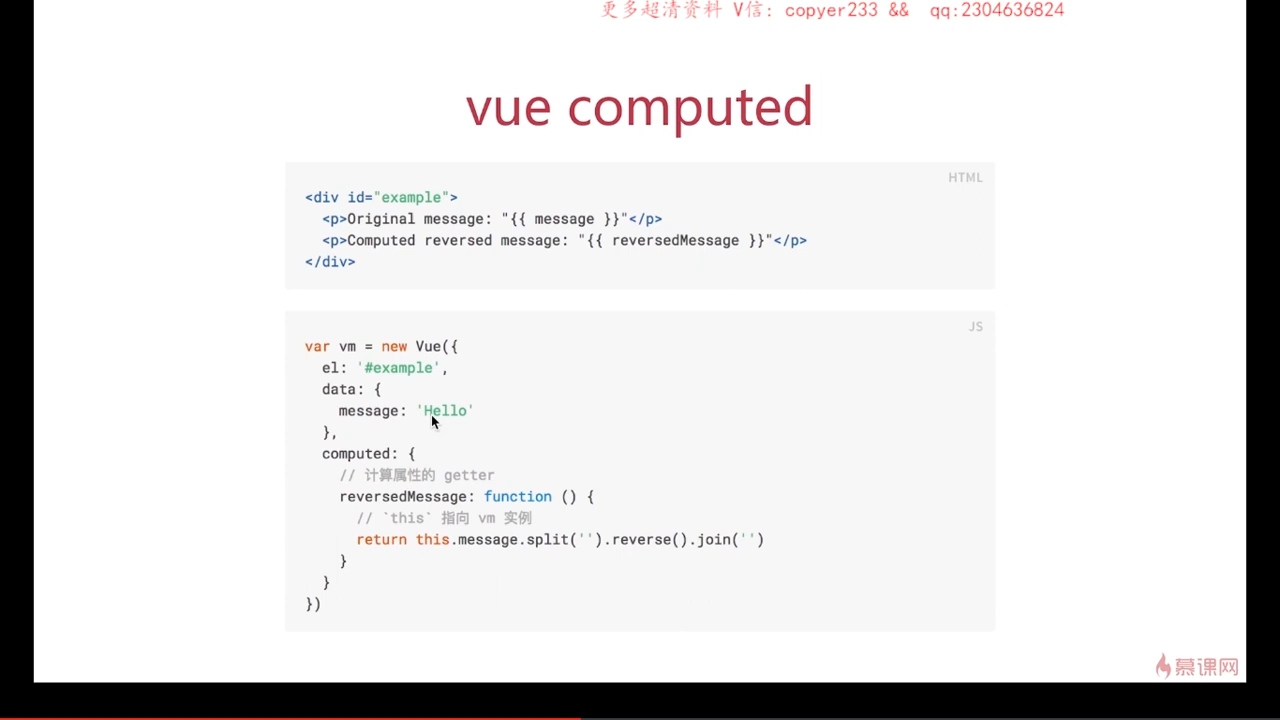 更多超清资料 V信: copyer233 && qq:2304636824
vue computed
HTML
<div id="example">
  <p>Original message: "{{ message }}"</p>
  <p>Computed reversed message: "{{ reversedMessage }}"</p>
</div>
JS
var vm = new Vue({
  el: '#example',
  data: {
    message: 'Hello'
  },
  computed: {
    // 计算属性的 getter
    reversedMessage: function () {
      // `this` 指向 vm 实例
      return this.message.split('').reverse().join('')
    }
  }
})
慕课网